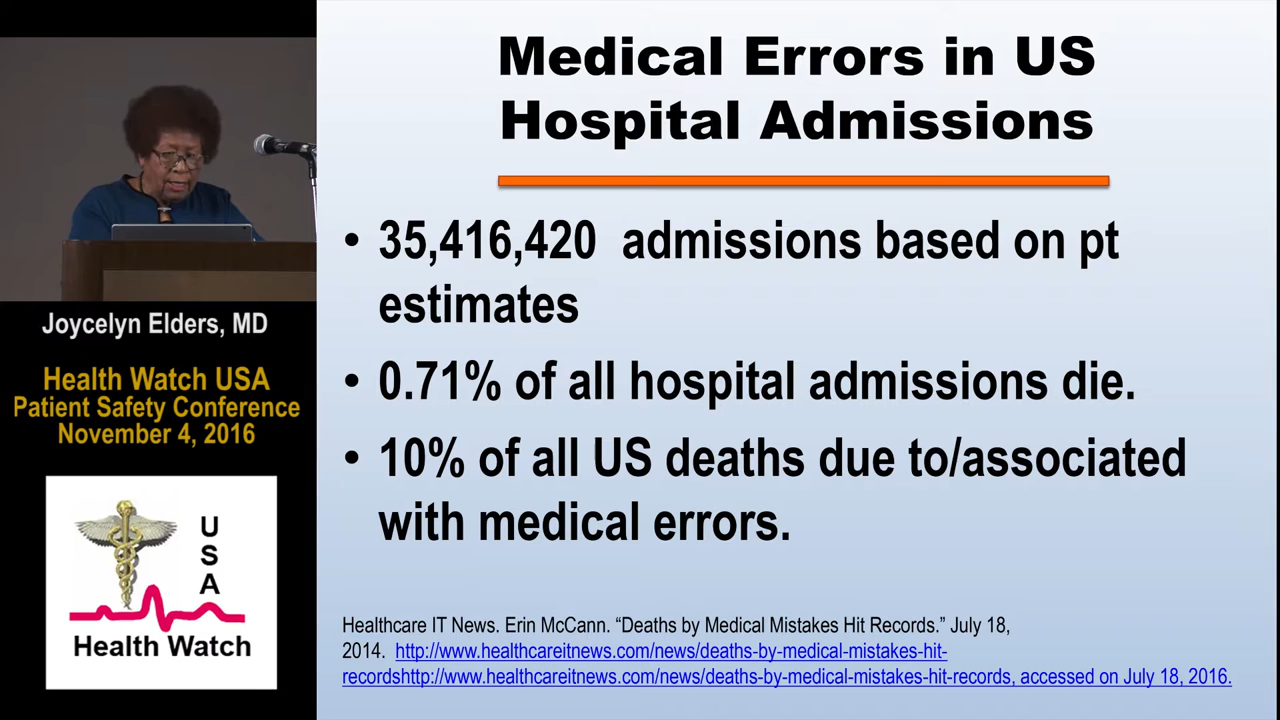 Medical Errors in US
Hospital Admissions
• 35,416,420 admissions based on pt
estimates
• 0.71% of all hospital admissions die.
• 10% of all US deaths due to/associated
with medical errors.
Healthcare IT News. Erin McCann. “Deaths by Medical Mistakes Hit Records.” July 18,
2014. http://www.healthcareitnews.com/news/deaths-by-medical-mistakes-hit-
recordshttp://www.healthcareitnews.com/news/deaths-by-medical-mistakes-hit-records, accessed on July 18, 2016.
Joycelyn Elders, MD
Health Watch USA
Patient Safety Conference
November 4, 2016
U
S
A
Health Watch